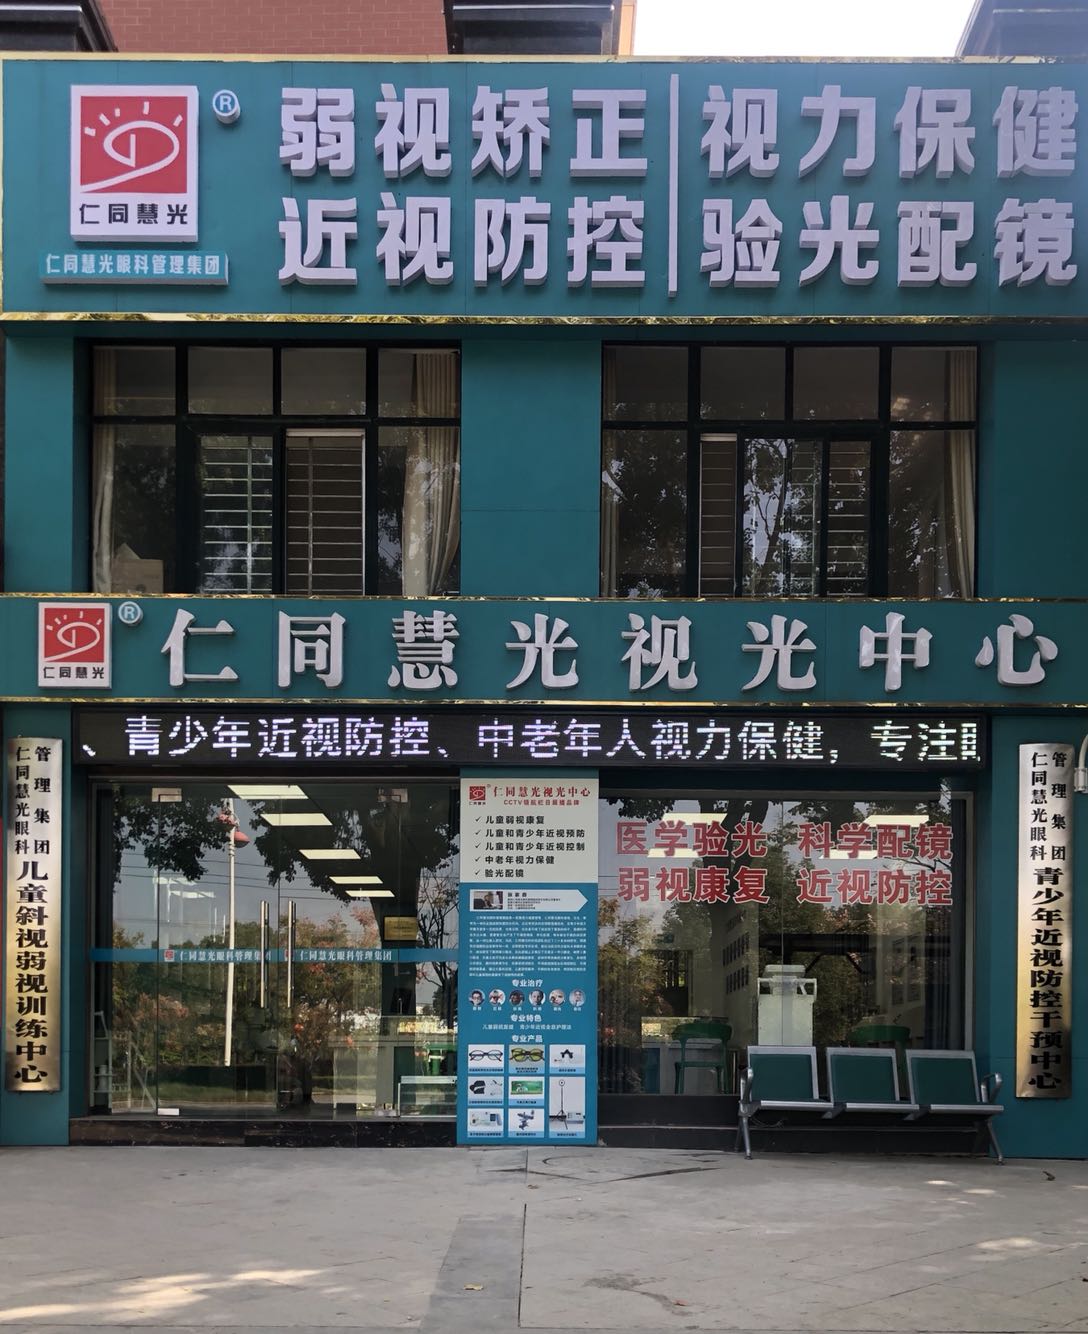 ®
弱视矫正 视力保健
近视防控 验光配镜
仁同慧光
仁同慧光眼科管理集团
®
仁同慧光
仁同慧光视光中心
、青少年近视防控、中老年人视力保健，专注
仁同慧光眼科管理集团
儿童斜视弱视训练中心
仁同慧光视光中心
儿童弱视康复
儿童和青少年近视预防
儿童和青少年近视控制
中老年视力保健
验光配镜
专业治疗
专业特色
专业产品
仁同慧光眼科管理集团
仁同慧光眼科管理集团
医学验光 科学配镜
弱视康复 近视防控
仁同慧光眼科管理集团
青少年近视防控干预中心